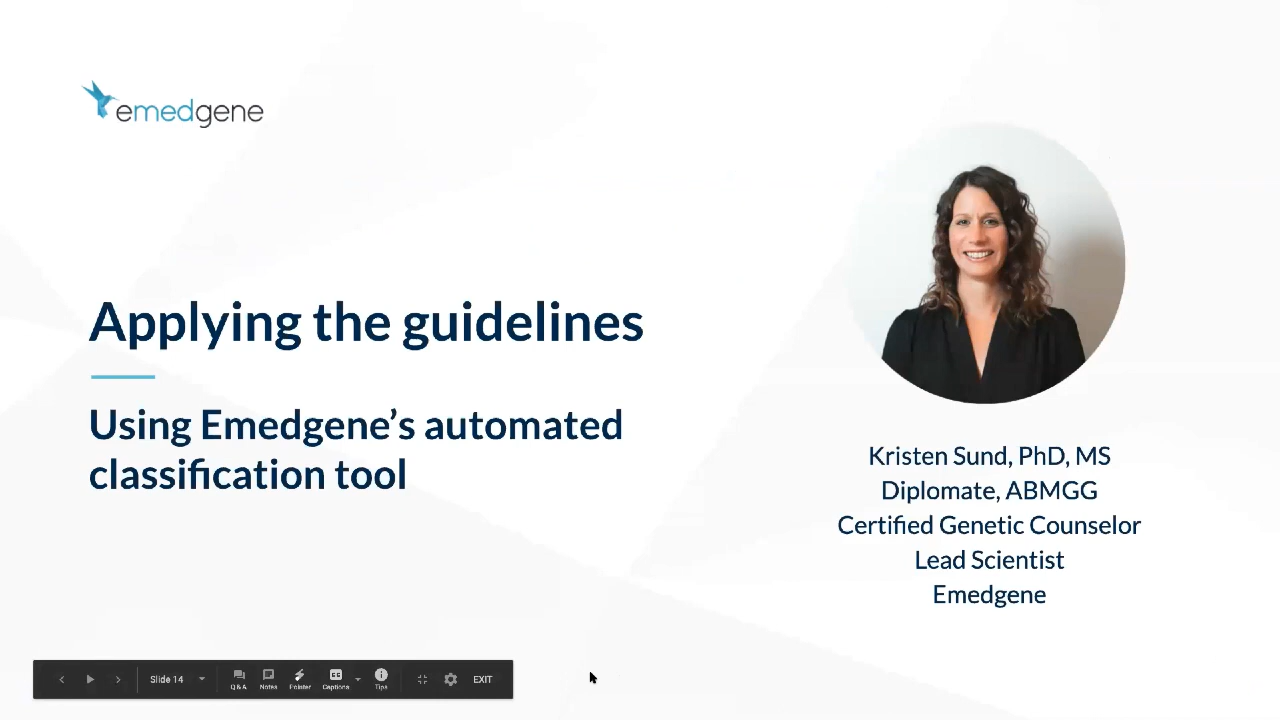 emedgene
Applying the guidelines
Using Emedgene’s automated
classification tool
Kristen Sund, PhD, MS
Diplomate, ABMGG
Certified Genetic Counselor
Lead Scientist
Emedgene
Slide 14
Q&A
Notes
Pointer
Captions
Tips
EXIT